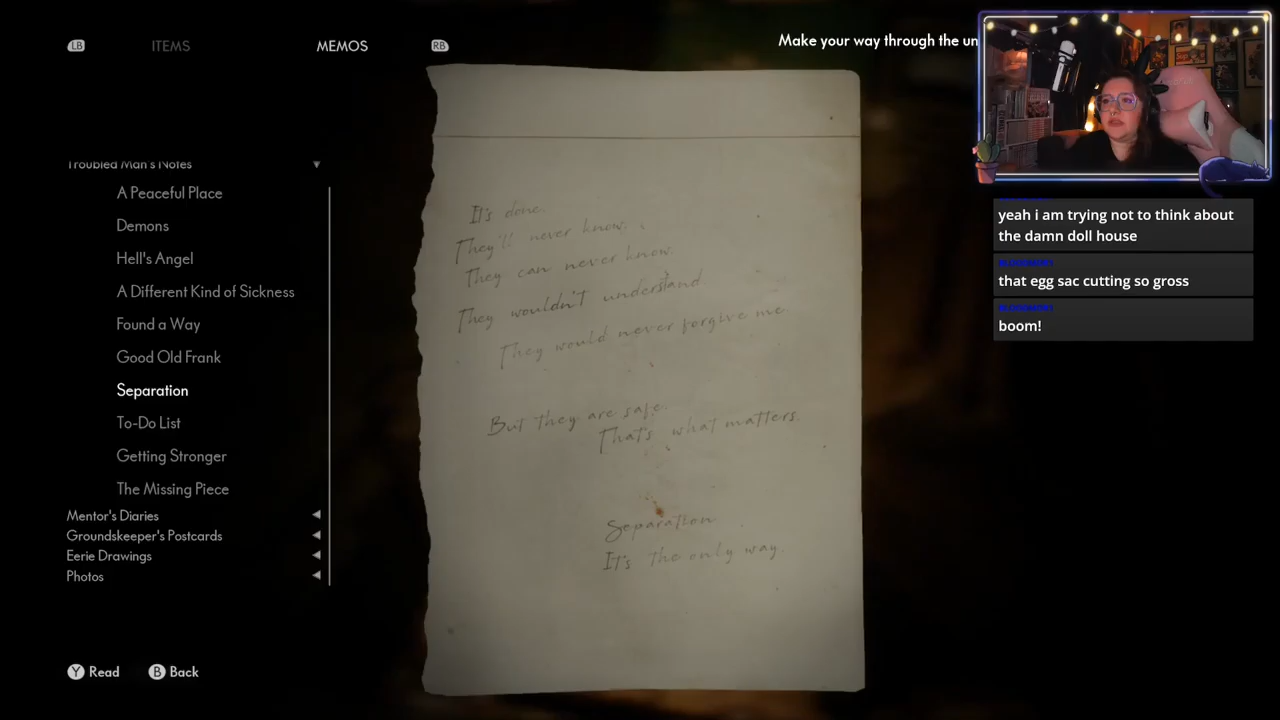 LB
ITEMS
MEMOS
RB
Make your way through the un
Troubled Man's Notes
A Peaceful Place
Demons
Hell's Angel
A Different Kind of Sickness
Found a Way
Good Old Frank
Separation
To-Do List
Getting Stronger
The Missing Piece
Mentor's Diaries
Groundskeeper's Postcards
Eerie Drawings
Photos
Y Read
B Back
It's done.
They'll never know.
They can never know.
They wouldn't understand.
They would never forgive me
But they are safe.
That's what matters.
Separation
It's the only way.
yeah i am trying not to think about
the damn doll house
that egg sac cutting so gross
boom!